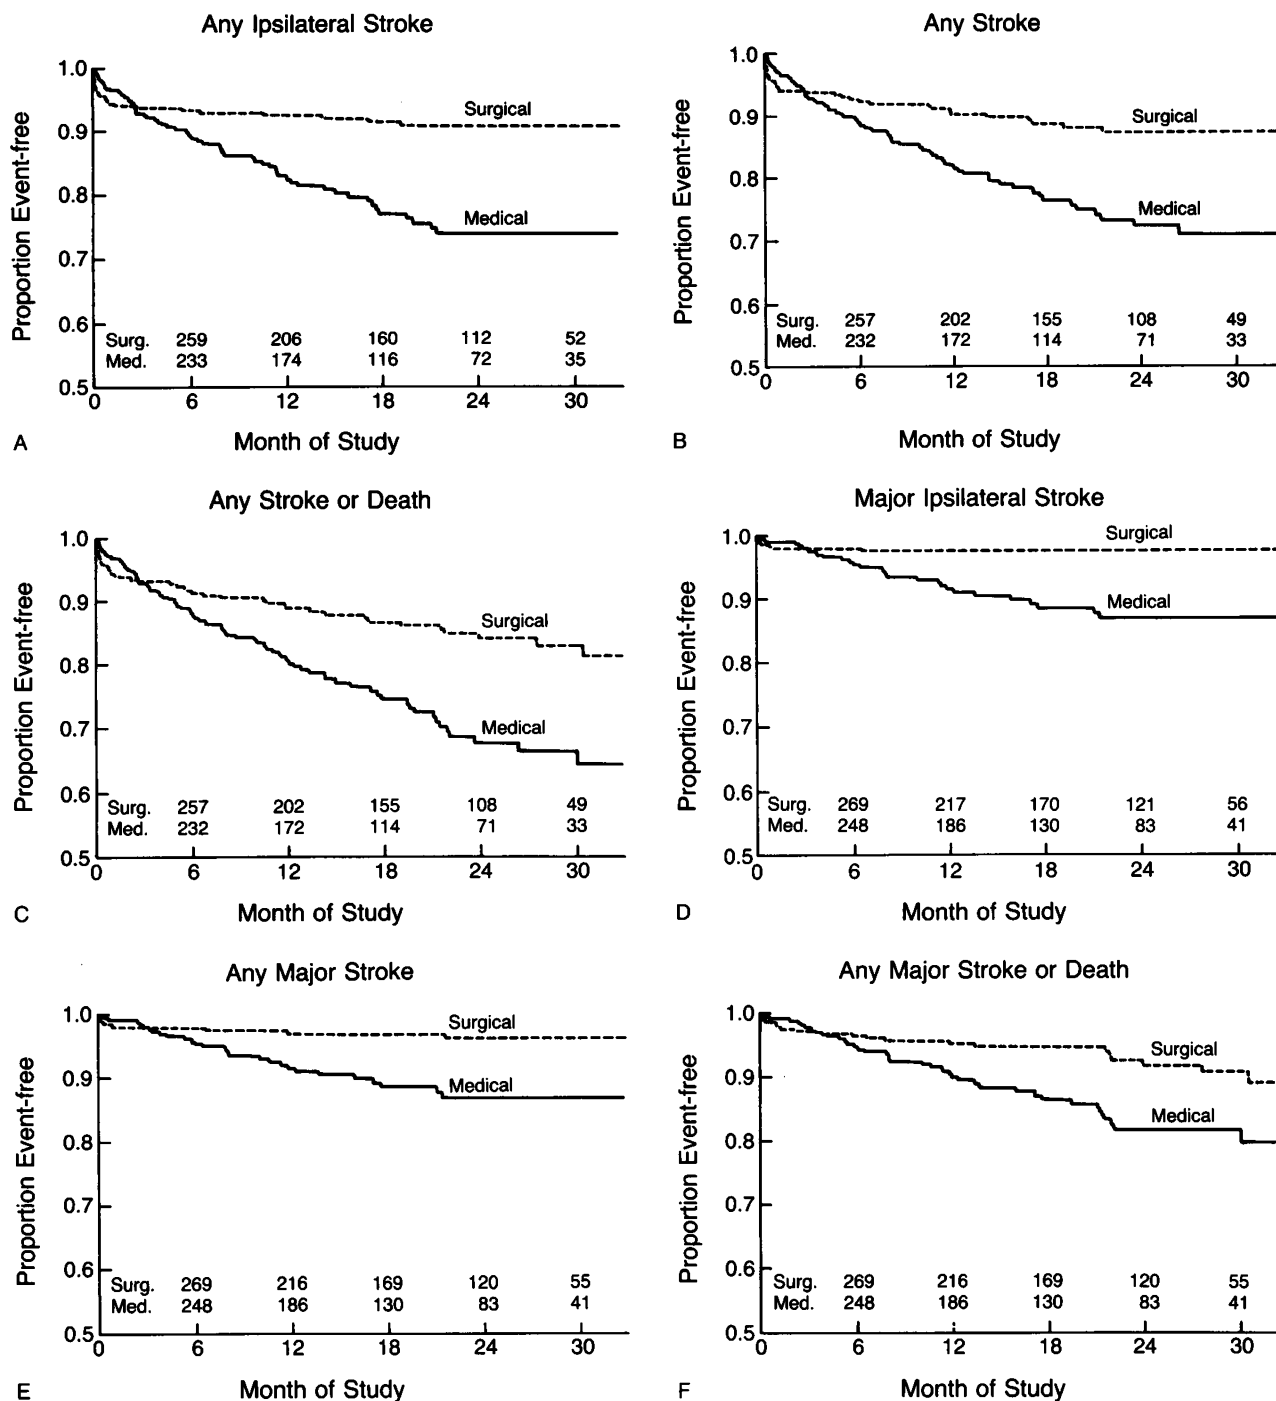 Any Ipsilateral Stroke
Proportion Event-free
1.0
0.9
0.8
0.7
0.6
0.5
Surgical
Medical
Surg. 259 206 160 112 52
Med. 233 174 116 72 35
0 6 12 18 24 30
A Month of Study
Any Stroke
Proportion Event-free
1.0
0.9
0.8
0.7
0.6
0.5
Surgical
Medical
Surg. 257 202 155 108 49
Med. 232 172 114 71 33
0 6 12 18 24 30
B Month of Study
Any Stroke or Death
Proportion Event-free
1.0
0.9
0.8
0.7
0.6
0.5
Surgical
Medical
Surg. 257 202 155 108 49
Med. 232 172 114 71 33
0 6 12 18 24 30
C Month of Study
Major Ipsilateral Stroke
Proportion Event-free
1.0
0.9
0.8
0.7
0.6
0.5
Surgical
Medical
Surg. 269 217 170 121 56
Med. 248 186 130 83 41
0 6 12 18 24 30
D Month of Study
Any Major Stroke
Proportion Event-free
1.0
0.9
0.8
0.7
0.6
0.5
Surgical
Medical
Surg. 269 216 169 120 55
Med. 248 186 130 83 41
0 6 12 18 24 30
E Month of Study
Any Major Stroke or Death
Proportion Event-free
1.0
0.9
0.8
0.7
0.6
0.5
Surgical
Medical
Surg. 269 216 169 120 55
Med. 248 186 130 83 41
0 6 12 18 24 30
F Month of Study